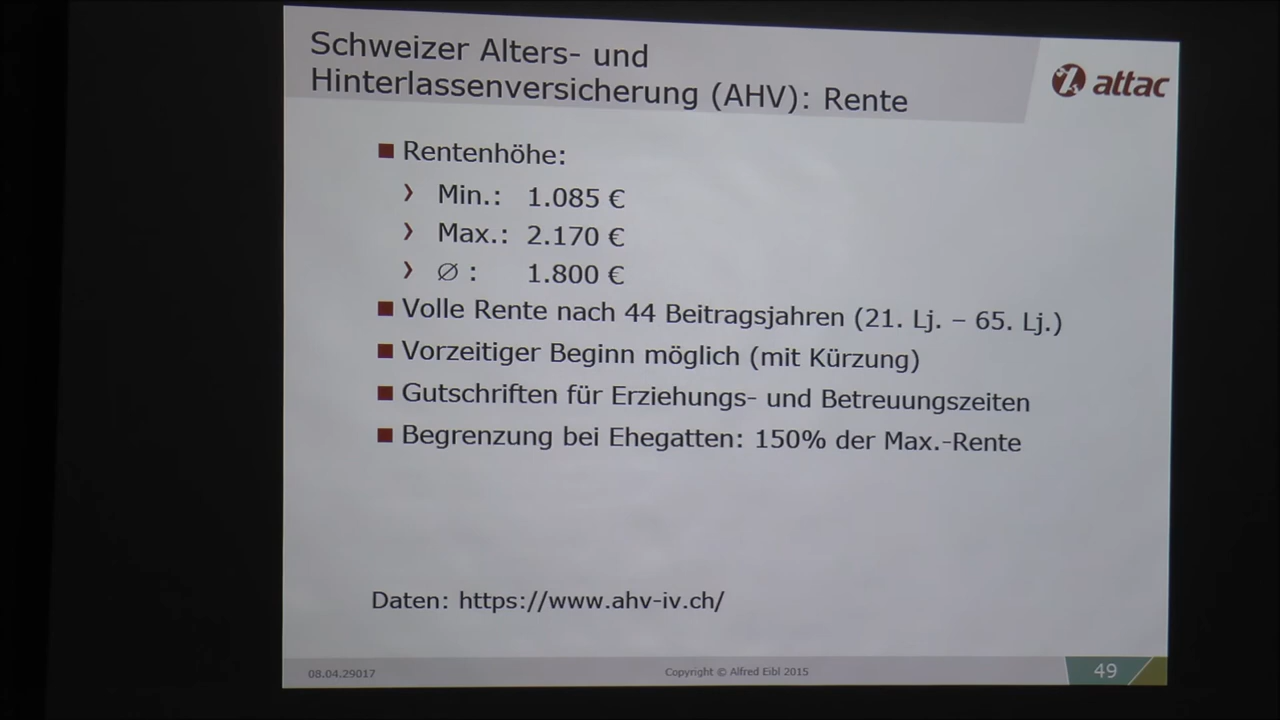 Schweizer Alters- und
Hinterlassenversicherung (AHV): Rente
attac
■ Rentenhöhe:
› Min.: 1.085 €
› Max.: 2.170 €
› ∅ : 1.800 €
■ Volle Rente nach 44 Beitragsjahren (21. Lj. – 65. Lj.)
■ Vorzeitiger Beginn möglich (mit Kürzung)
■ Gutschriften für Erziehungs- und Betreuungszeiten
■ Begrenzung bei Ehegatten: 150% der Max.-Rente
Daten: https://www.ahv-iv.ch/
08.04.29017
Copyright © Alfred Eibl 2015
49